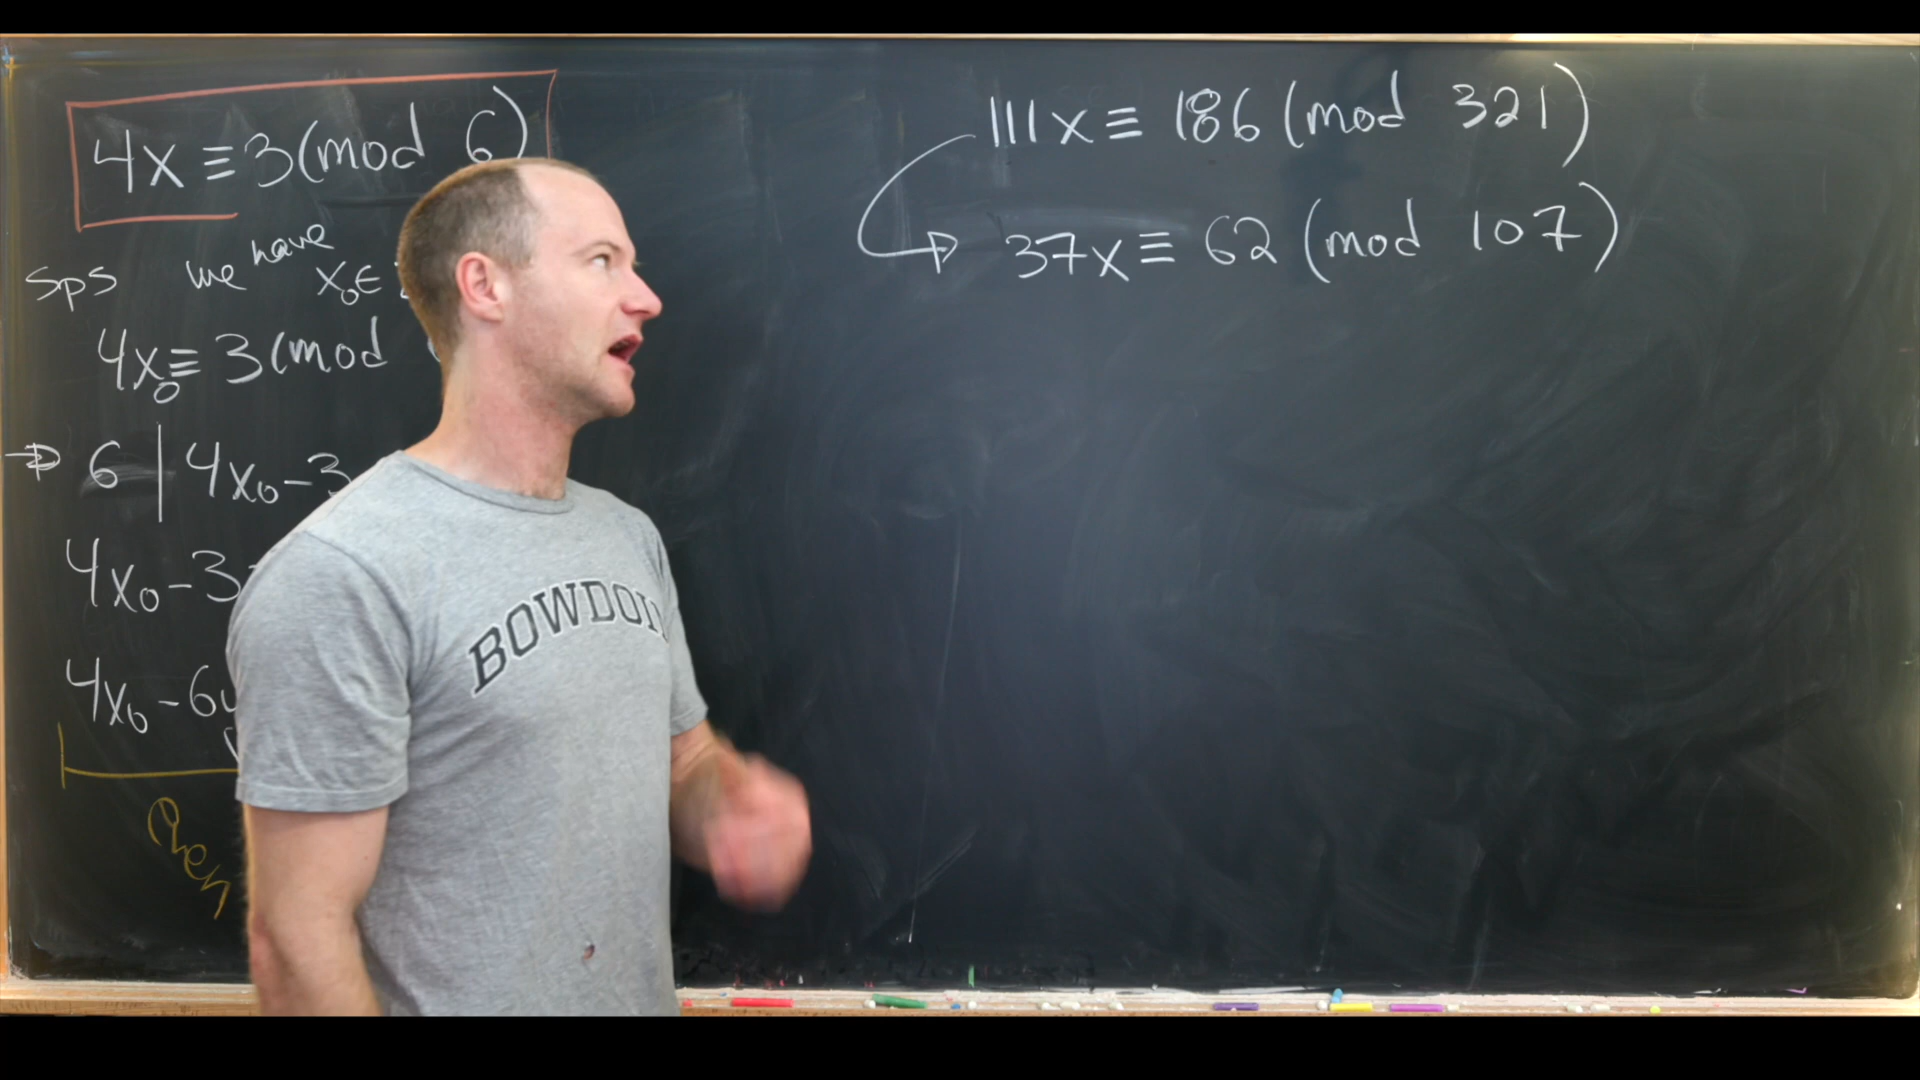 4x ≡ 3 (mod 6)
Sps we have x₀ ∈
4x₀ ≡ 3 (mod
⇒ 6 | 4x₀ - 3
4x₀ - 3
4x₀ - 6
111x ≡ 186 (mod 321)
37x ≡ 62 (mod 107)
BOWDOIN